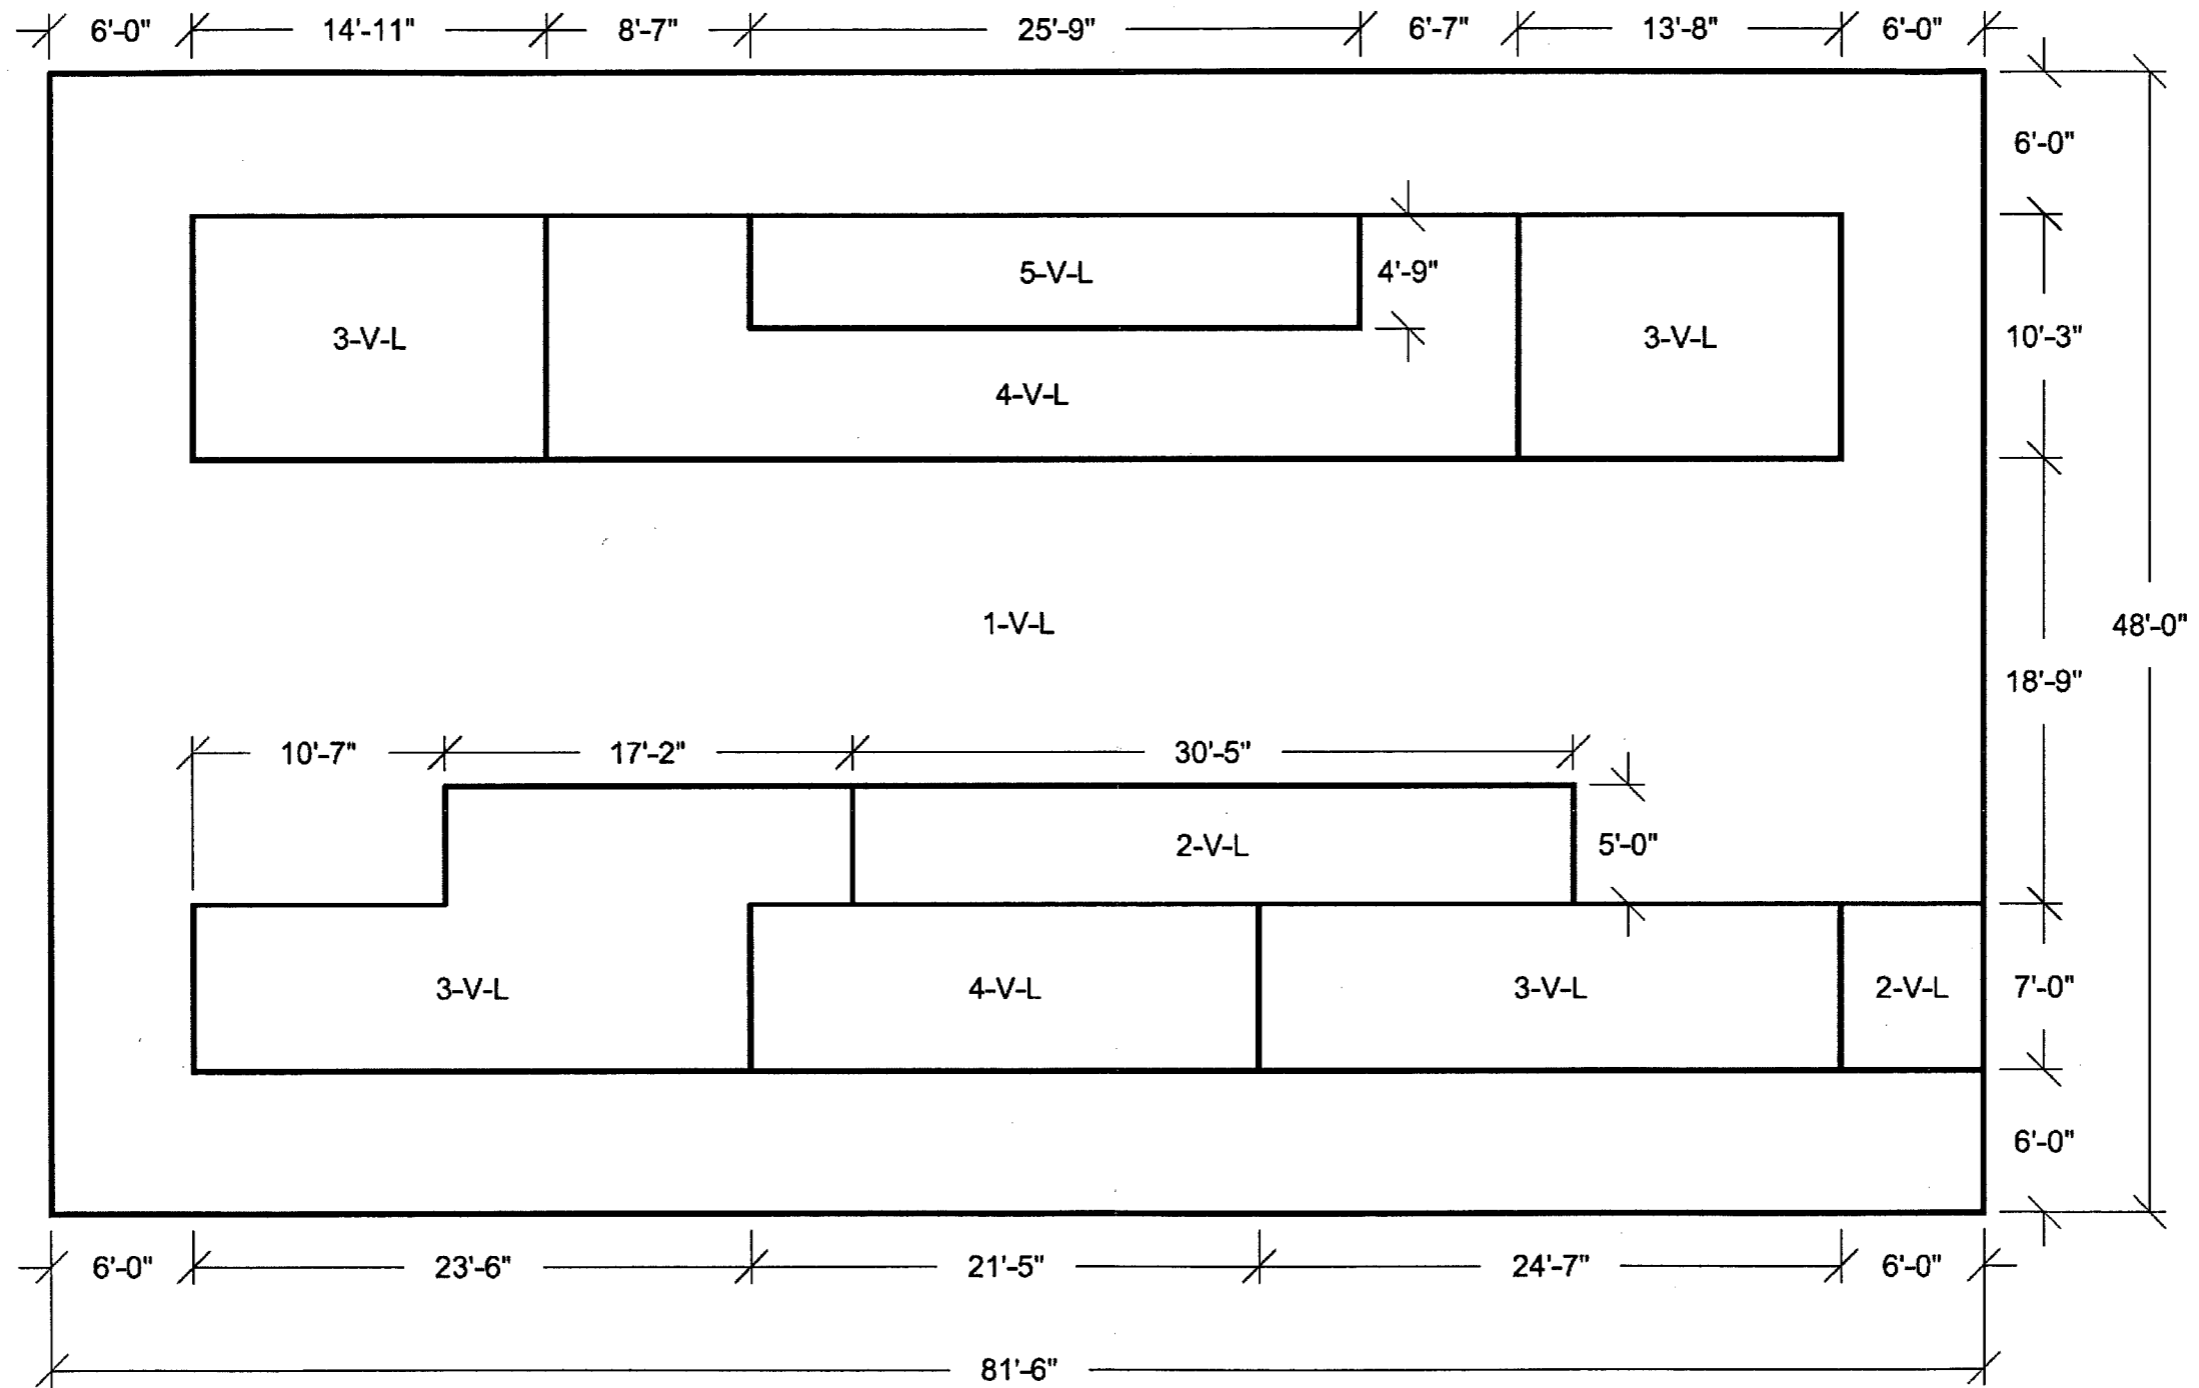 6'-0" 14'-11" 8'-7" 25'-9" 6'-7" 13'-8" 6'-0"
6'-0"
5-V-L 4'-9"
3-V-L 3-V-L 10'-3"
4-V-L
1-V-L 48'-0"
18'-9"
10'-7" 17'-2" 30'-5"
2-V-L 5'-0"
3-V-L 4-V-L 3-V-L 2-V-L 7'-0"
6'-0"
6'-0" 23'-6" 21'-5" 24'-7" 6'-0"
81'-6"